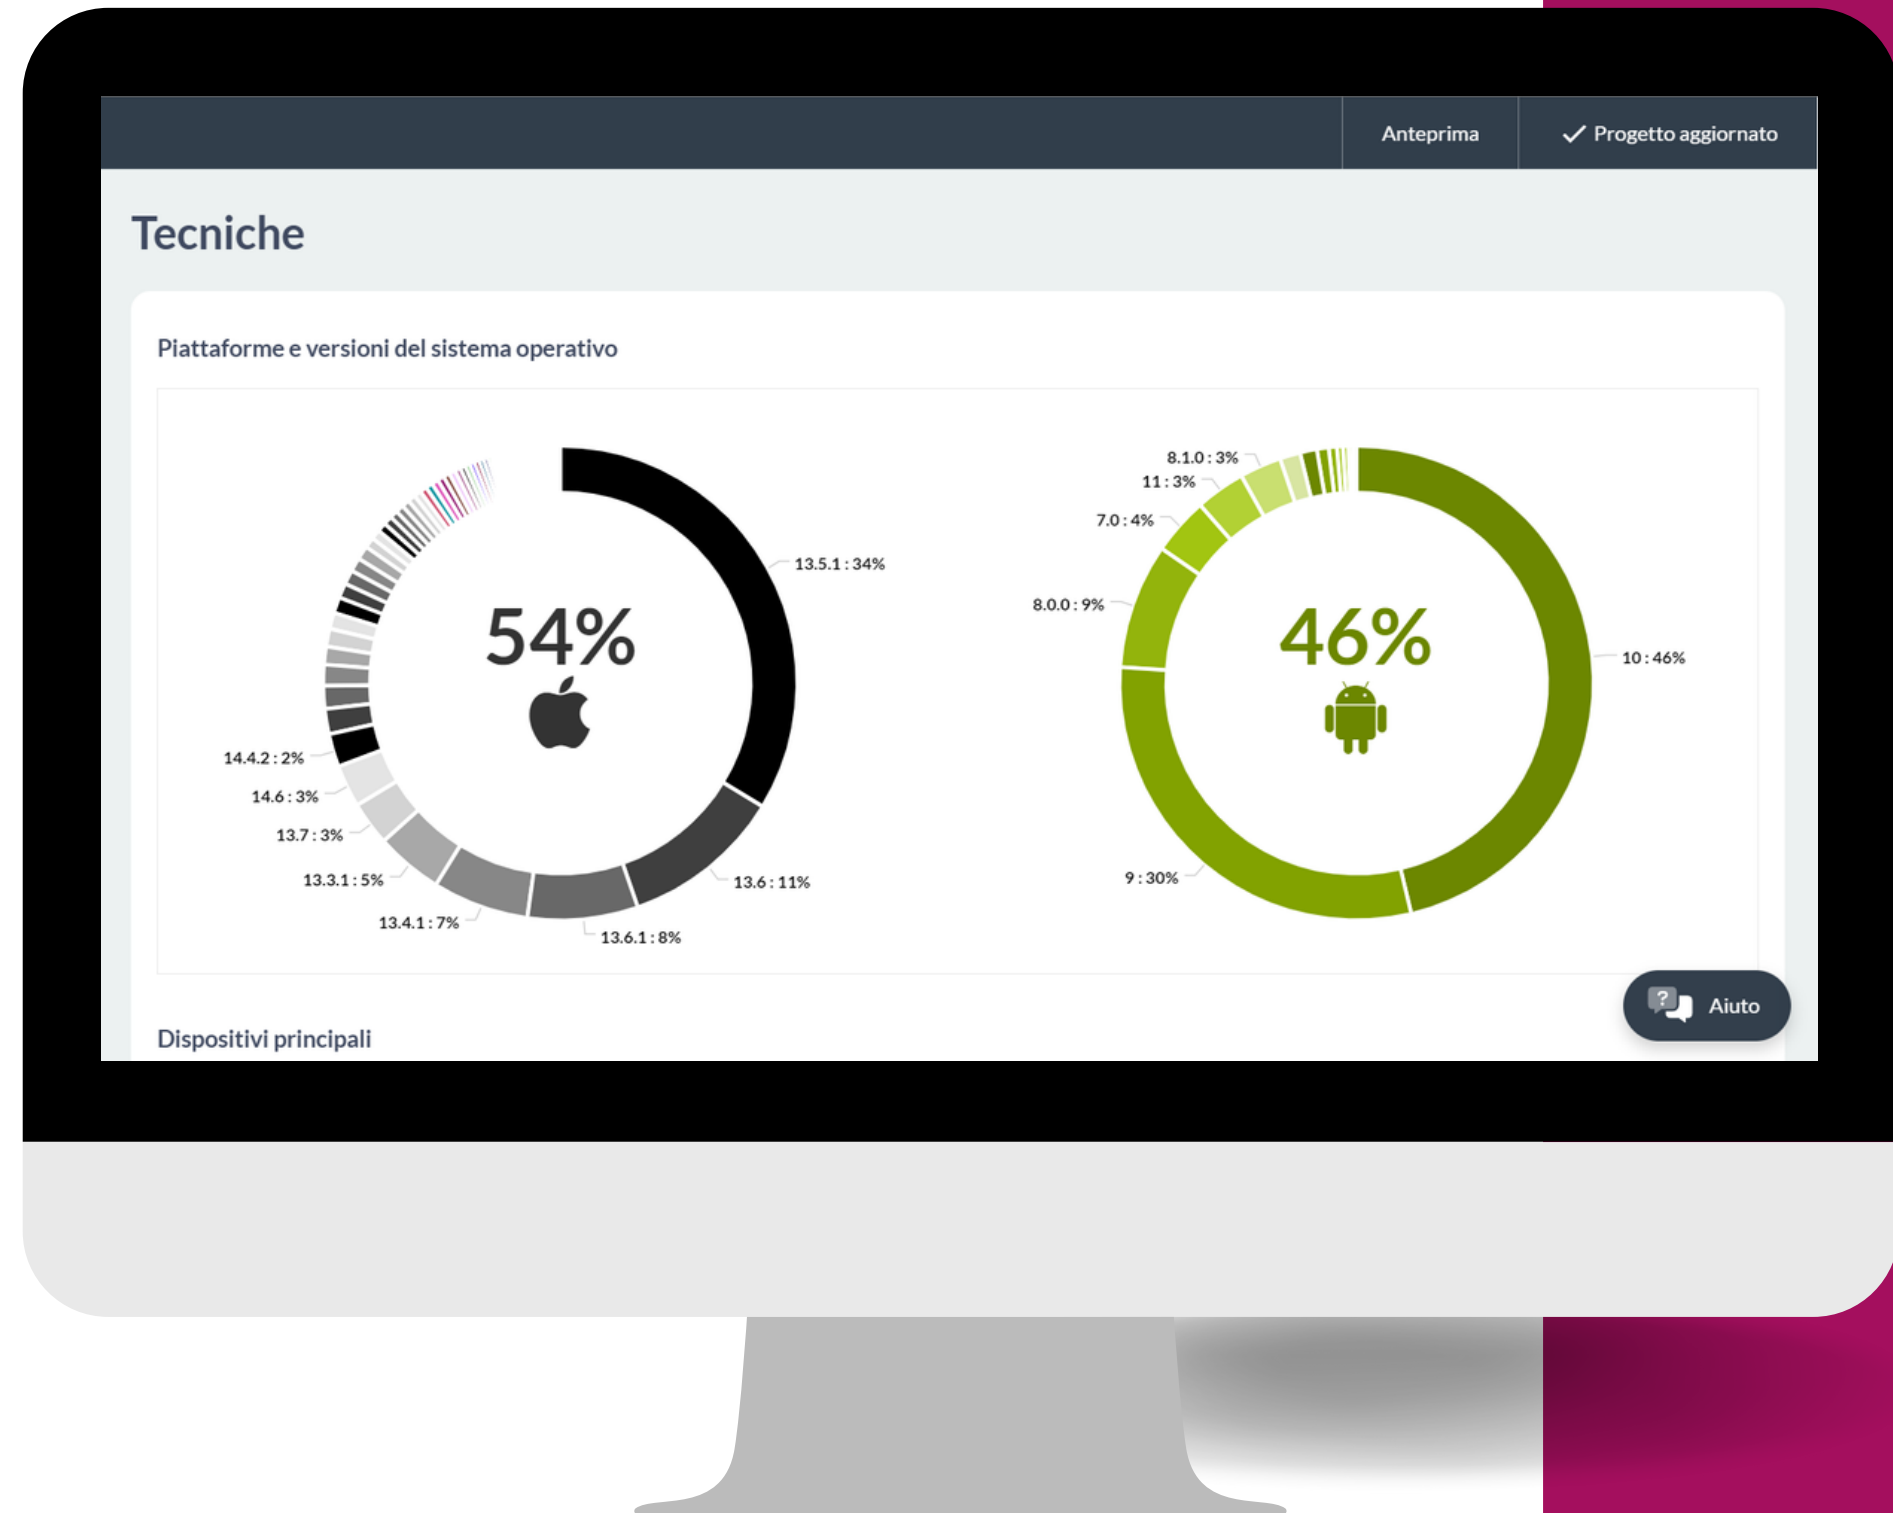 Anteprima
Progetto aggiornato
Tecniche
Piattaforme e versioni del sistema operativo
54%
13.5.1 : 34%
13.6 : 11%
13.6.1 : 8%
13.4.1 : 7%
13.3.1 : 5%
13.7 : 3%
14.6 : 3%
14.4.2 : 2%
46%
10 : 46%
9 : 30%
8.0.0 : 9%
7.0 : 4%
11 : 3%
8.1.0 : 3%
Dispositivi principali
? Aiuto